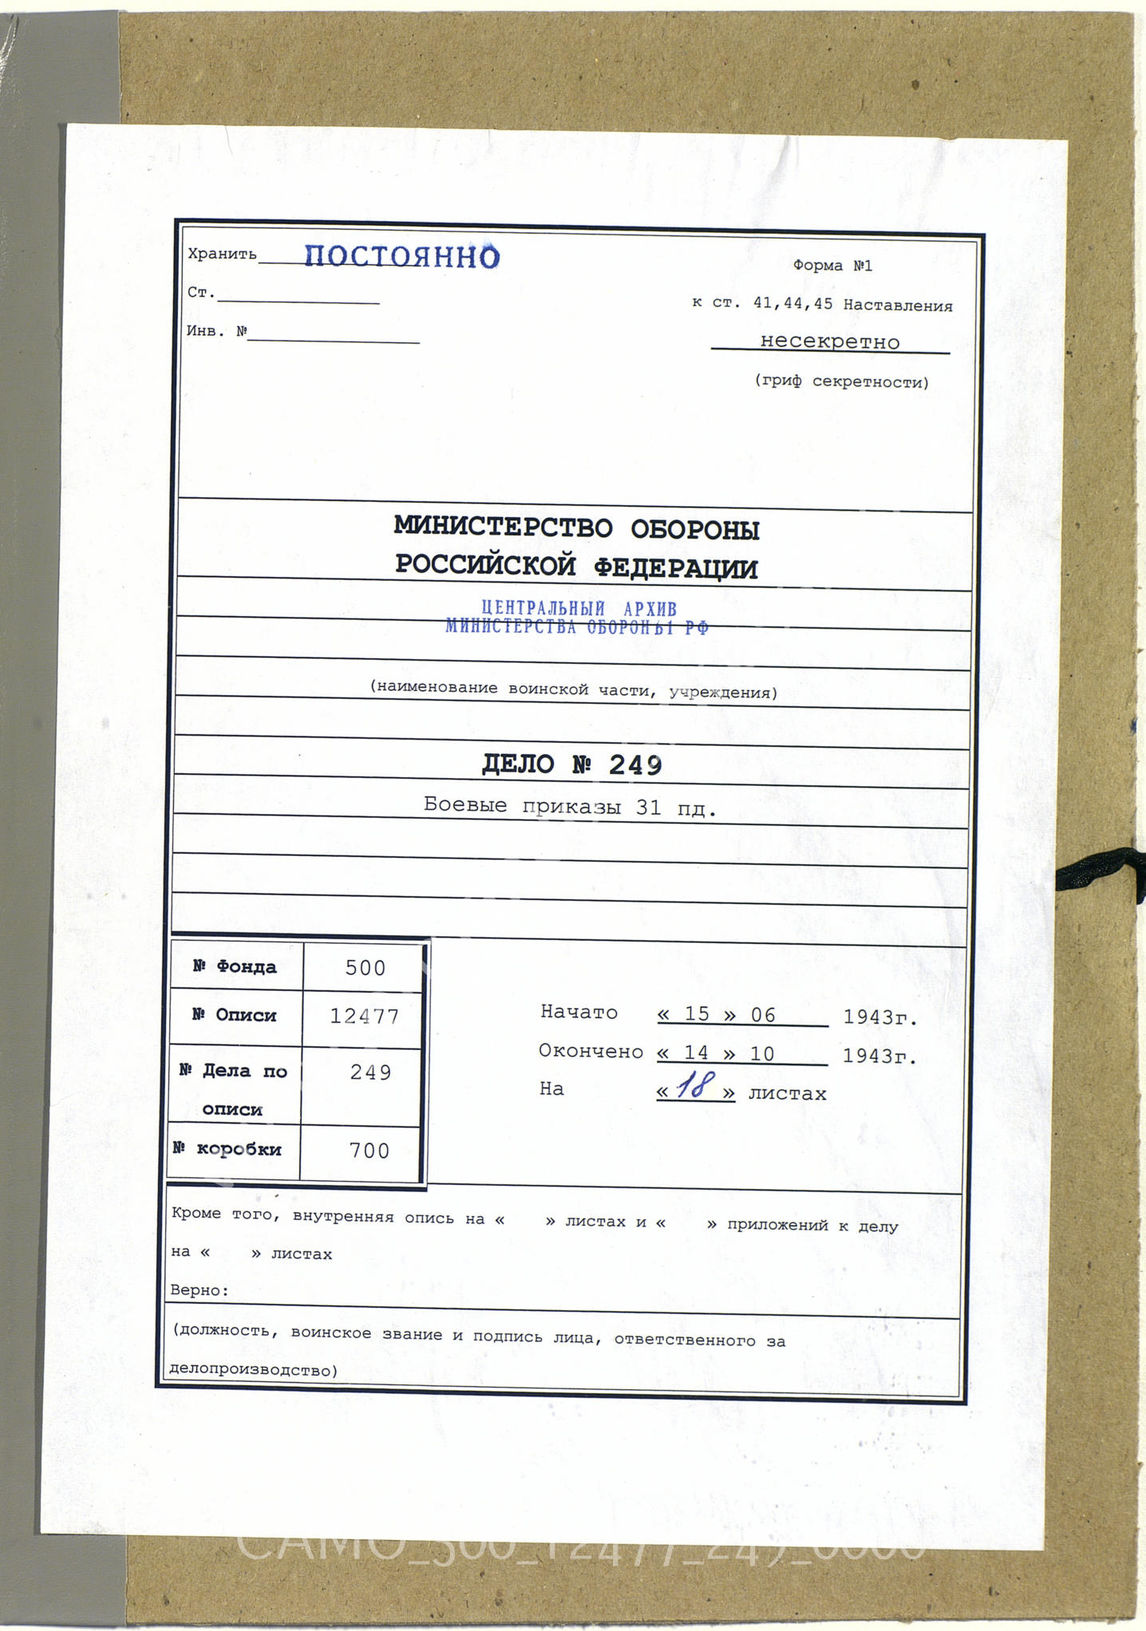 Хранить ПОСТОЯННО
Форма №1
Ст.
к ст. 41,44,45 Наставления
Инв. №
несекретно
(гриф секретности)
МИНИСТЕРСТВО ОБОРОНЫ
РОССИЙСКОЙ ФЕДЕРАЦИИ
ЦЕНТРАЛЬНЫЙ АРХИВ
МИНИСТЕРСТВА ОБОРОНЫ РФ
(наименование воинской части, учреждения)
ДЕЛО № 249
Боевые приказы 31 пд.
№ Фонда 500
№ Описи 12477
№ Дела по описи 249
№ коробки 700
Начато « 15 » 06 1943г.
Окончено « 14 » 10 1943г.
На « 18 » листах
Кроме того, внутренняя опись на « » листах и « » приложений к делу
на « » листах
Верно:
(должность, воинское звание и подпись лица, ответственного за
делопроизводство)